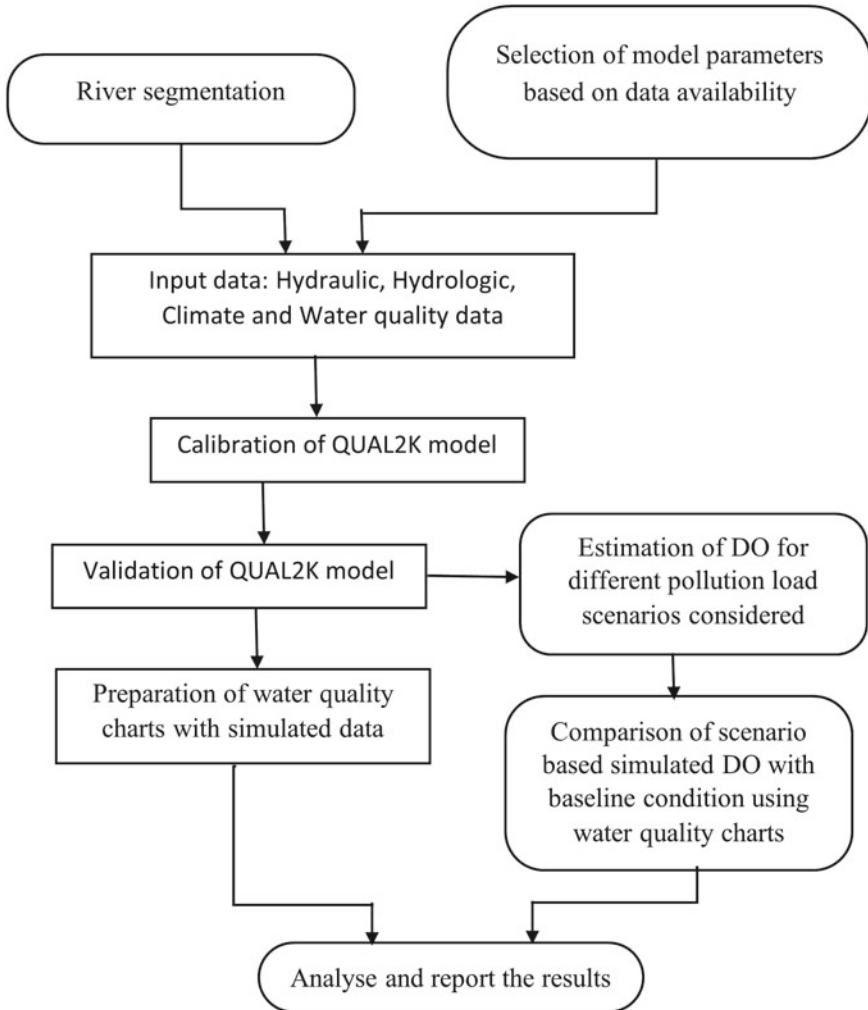 River segmentation
Selection of model parameters
based on data availability
Input data: Hydraulic, Hydrologic,
Climate and Water quality data
Calibration of QUAL2K model
Validation of QUAL2K model
Estimation of DO for
different pollution load
scenarios considered
Preparation of water quality
charts with simulated data
Comparison of scenario
based simulated DO with
baseline condition using
water quality charts
Analyse and report the results